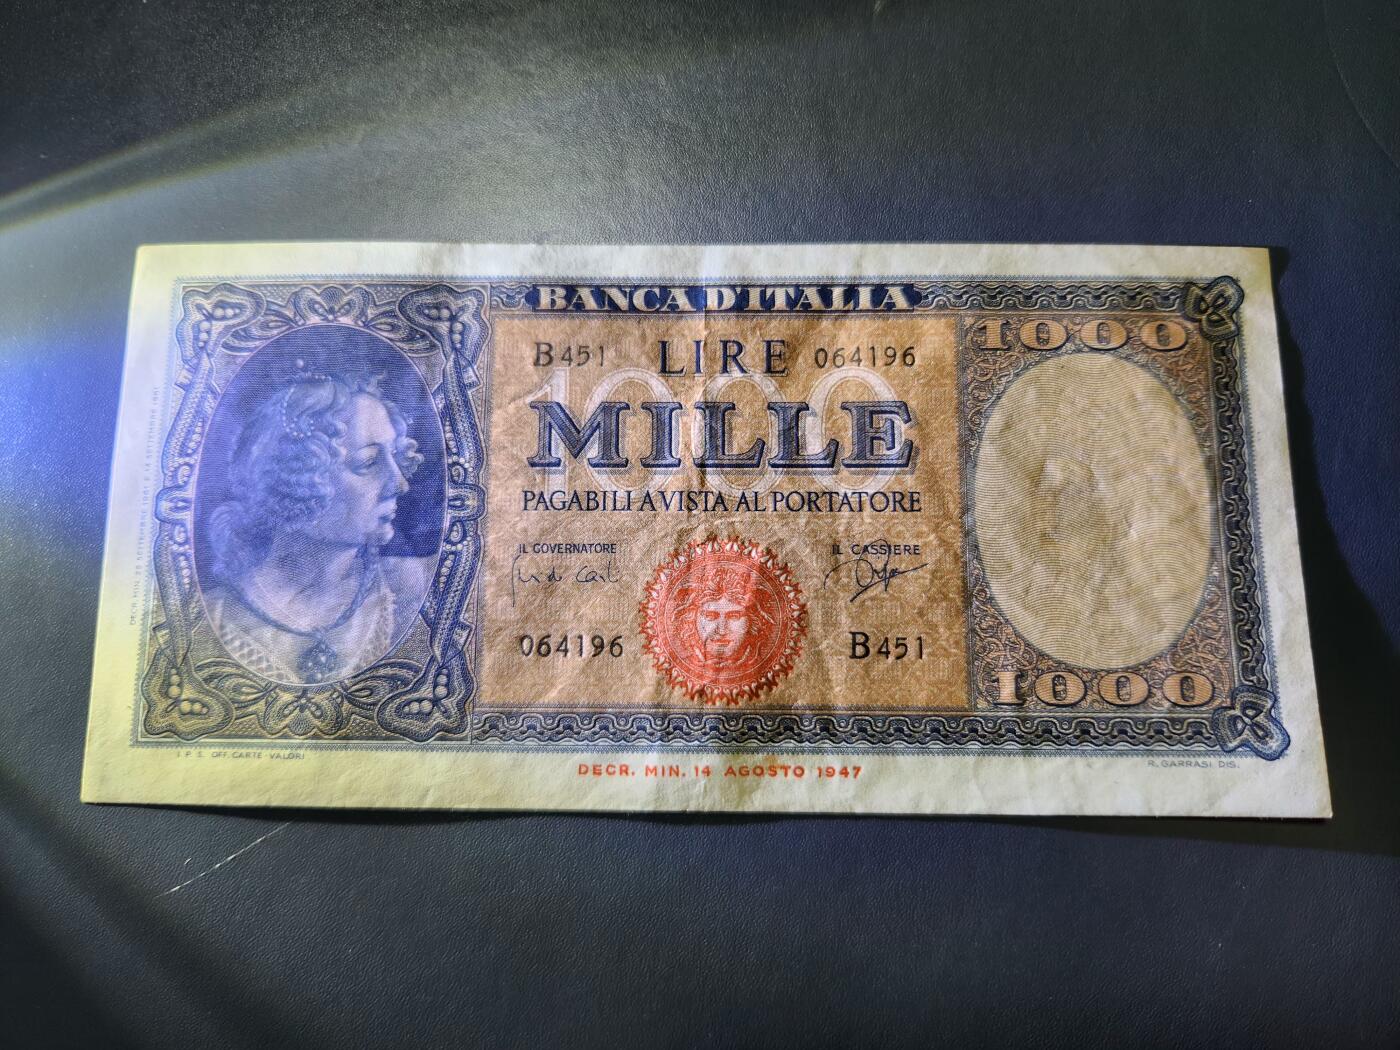 BANCA D'ITALIA
1000
B451 LIRE 064196
1000
MILLE
PAGABILI A VISTA AL PORTATORE
IL GOVERNATORE
IL CASSIERE
064196
B451
1000
I. P. S. OFF. CARTE - VALORI
DECR. MIN. 14 AGOSTO 1947
R. GARRASI DIS.